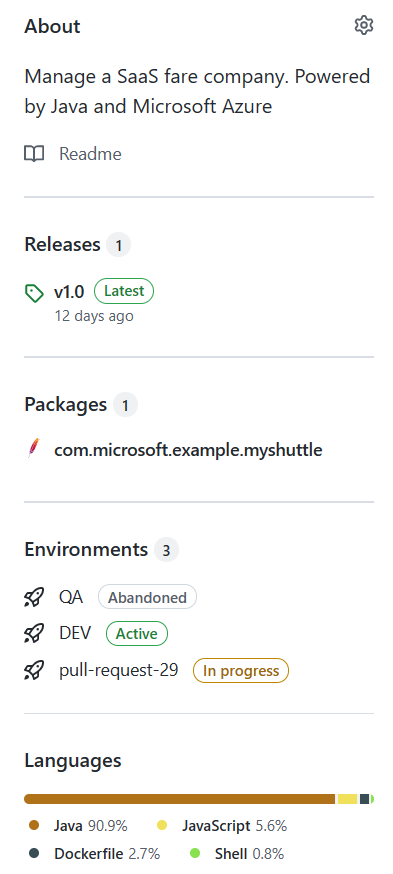 About
Manage a SaaS fare company. Powered
by Java and Microsoft Azure
Readme
Releases 1
v1.0 Latest
12 days ago
Packages 1
com.microsoft.example.myshuttle
Environments 3
QA Abandoned
DEV Active
pull-request-29 In progress
Languages
Java 90.9% JavaScript 5.6%
Dockerfile 2.7% Shell 0.8%